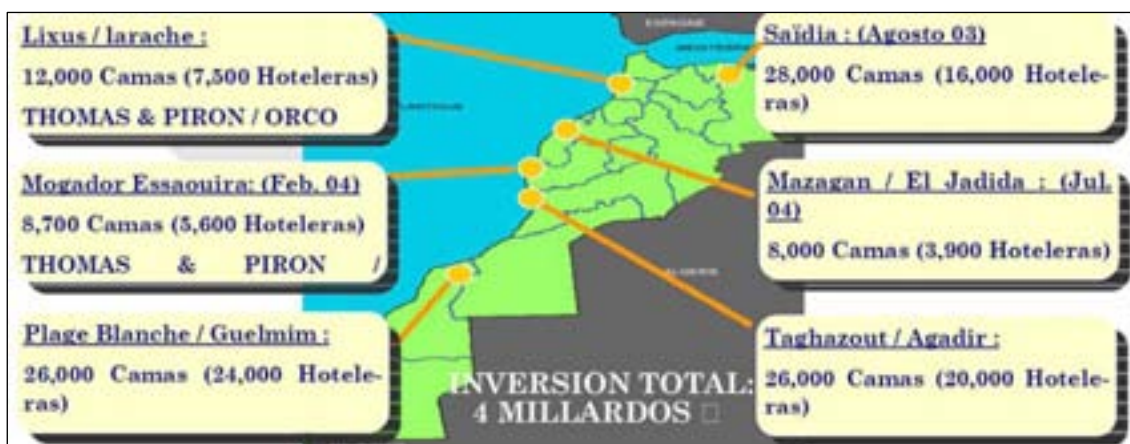 Lixus / larache :
12,000 Camas (7,500 Hoteleras)
THOMAS & PIRON / ORCO
Mogador Essaouira: (Feb. 04)
8,700 Camas (5,600 Hoteleras)
THOMAS & PIRON /
Plage Blanche / Guelmim :
26,000 Camas (24,000 Hotele-
ras)
ESPAGNE
Saïdia : (Agosto 03)
28,000 Camas (16,000 Hotele-
ras)
Mazagan / El Jadida : (Jul.
04)
8,000 Camas (3,900 Hoteleras)
Taghazout / Agadir :
26,000 Camas (20,000 Hotele-
ras)
INVERSION TOTAL:
4 MILLARDOS □